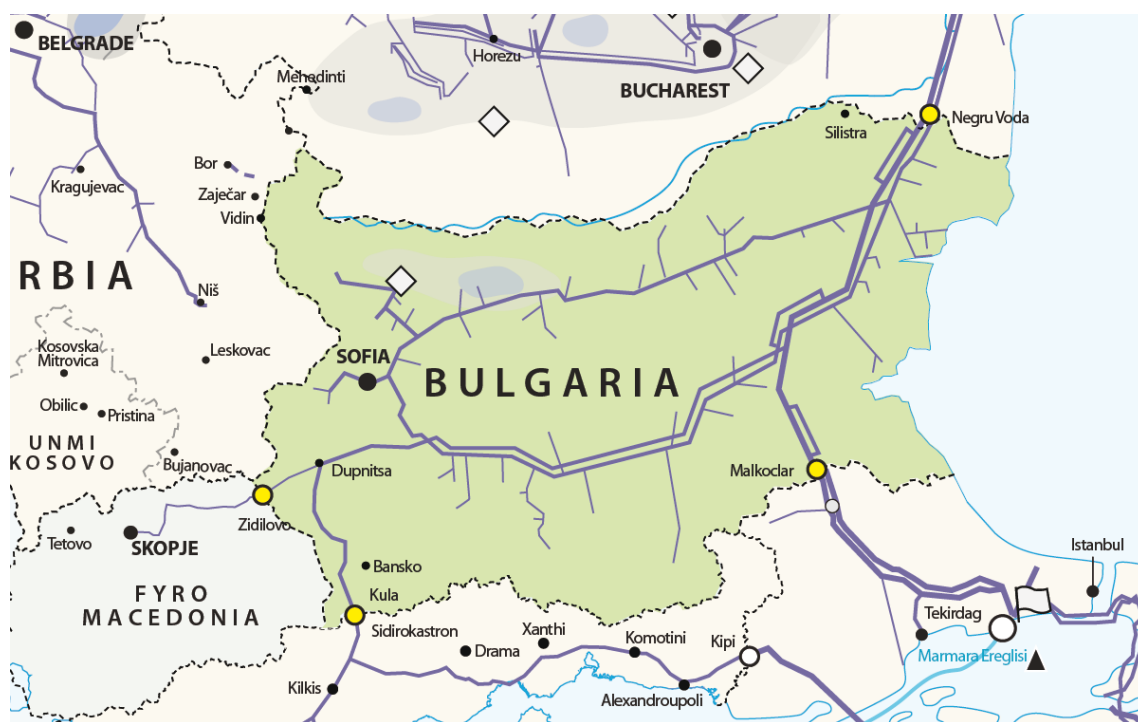 BELGRADE
Horezu
Mehedinti
BUCHAREST
Silistra
Negru Voda
Bor
Kragujevac
Zaječar
Vidin
RBIA
Niš
Kosovska
Mitrovica
Leskovac
SOFIA
BULGARIA
Obilic
Pristina
UNMI
KOSOVO
Bujanovac
Dupnitsa
Malkoclar
Zidilovo
Tetovo
SKOPJE
Istanbul
Bansko
FYRO
MACEDONIA
Kula
Sidirokastron
Tekirdag
Xanthi
Komotini
Kipi
Drama
Marmara Ereglisi
Kilkis
Alexandroupoli